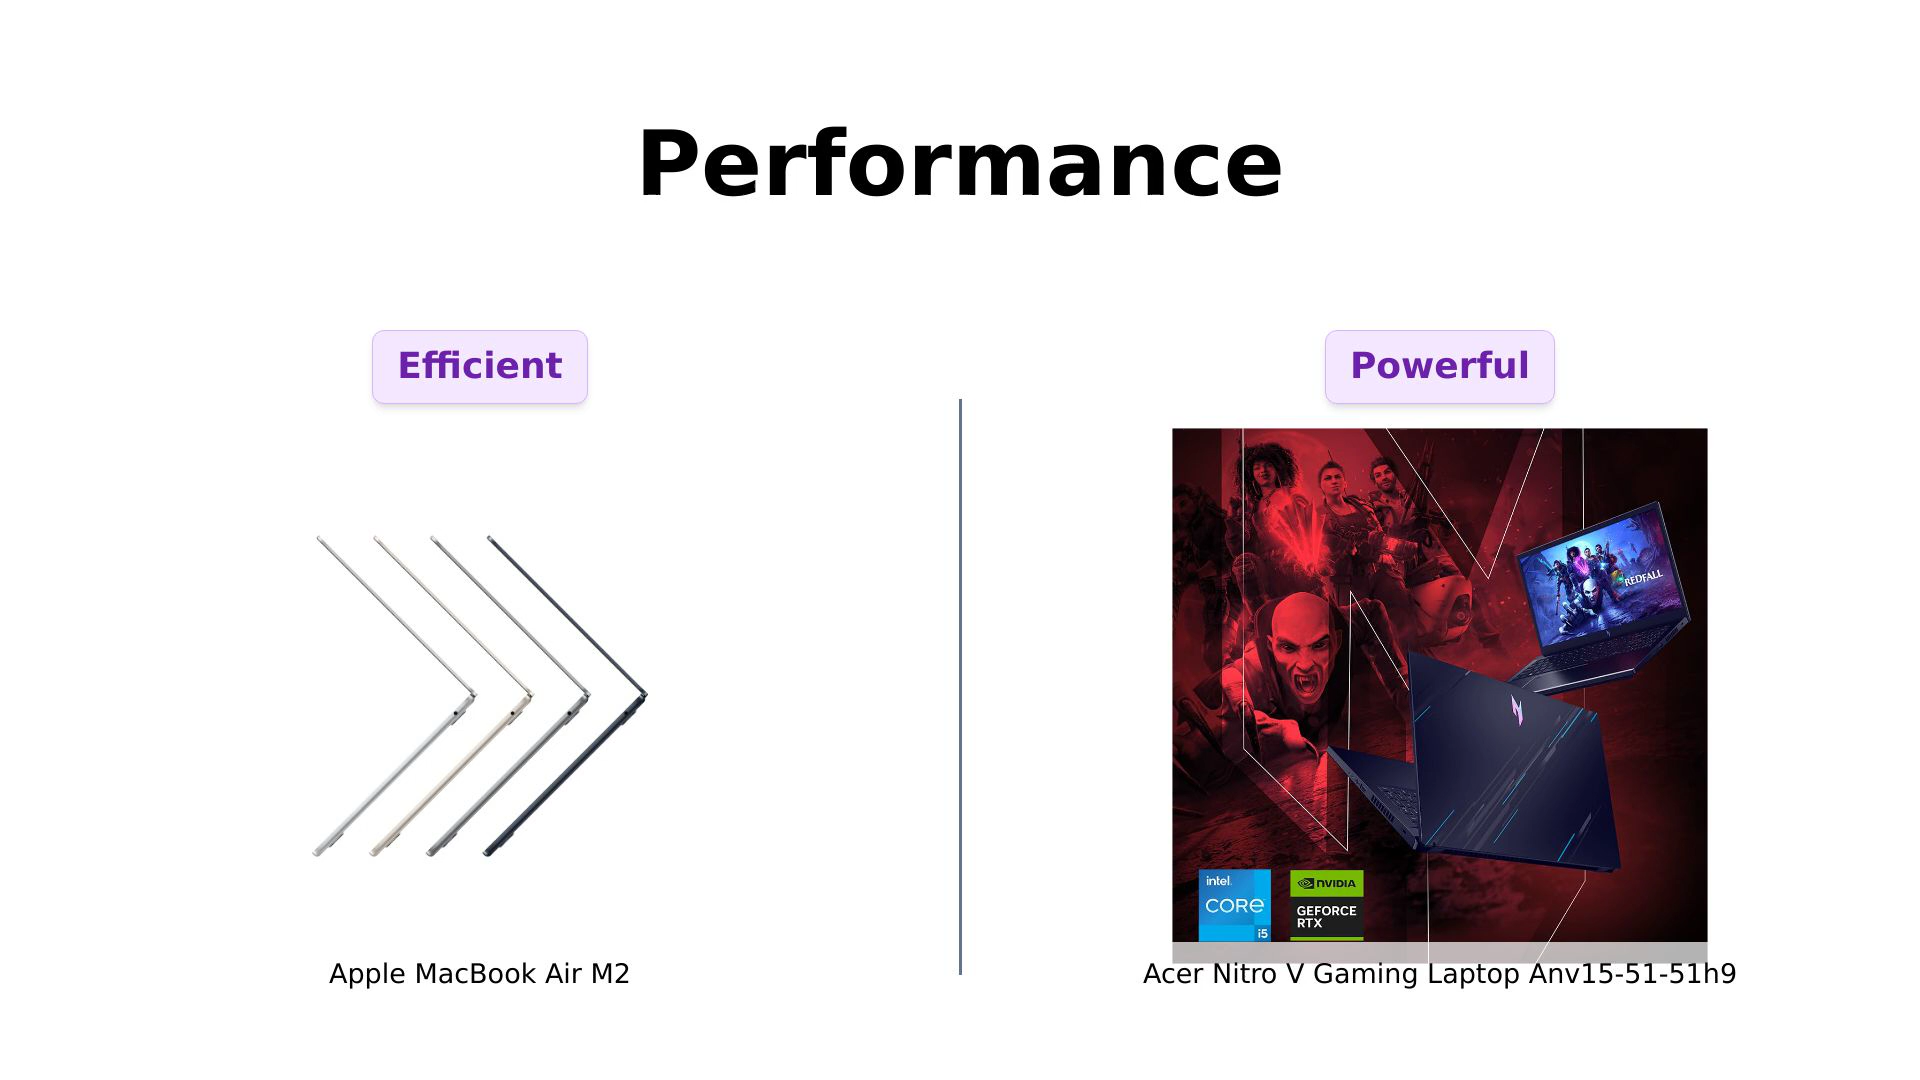 Performance
Efficient
Powerful
REDFALL
intel.
CORE
i5
NVIDIA
GEFORCE
RTX
Apple MacBook Air M2
Acer Nitro V Gaming Laptop Anv15-51-51h9